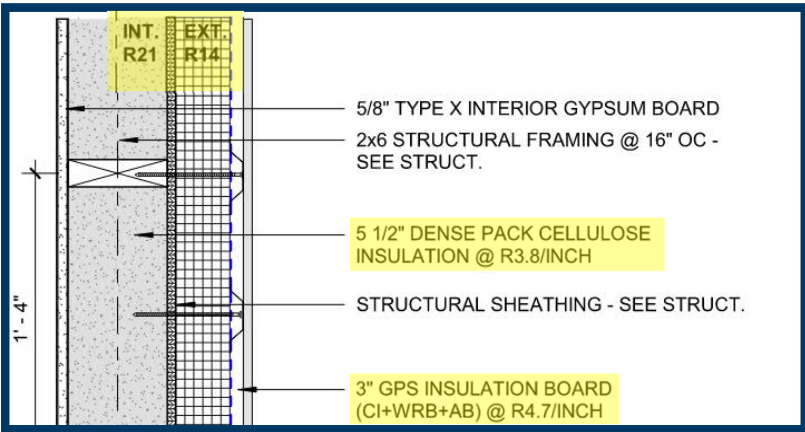 INT. EXT.
R21 R14
5/8" TYPE X INTERIOR GYPSUM BOARD
2x6 STRUCTURAL FRAMING @ 16" OC -
SEE STRUCT.
5 1/2" DENSE PACK CELLULOSE
INSULATION @ R3.8/INCH
STRUCTURAL SHEATHING - SEE STRUCT.
1' - 4"
3" GPS INSULATION BOARD
(CI+WRB+AB) @ R4.7/INCH